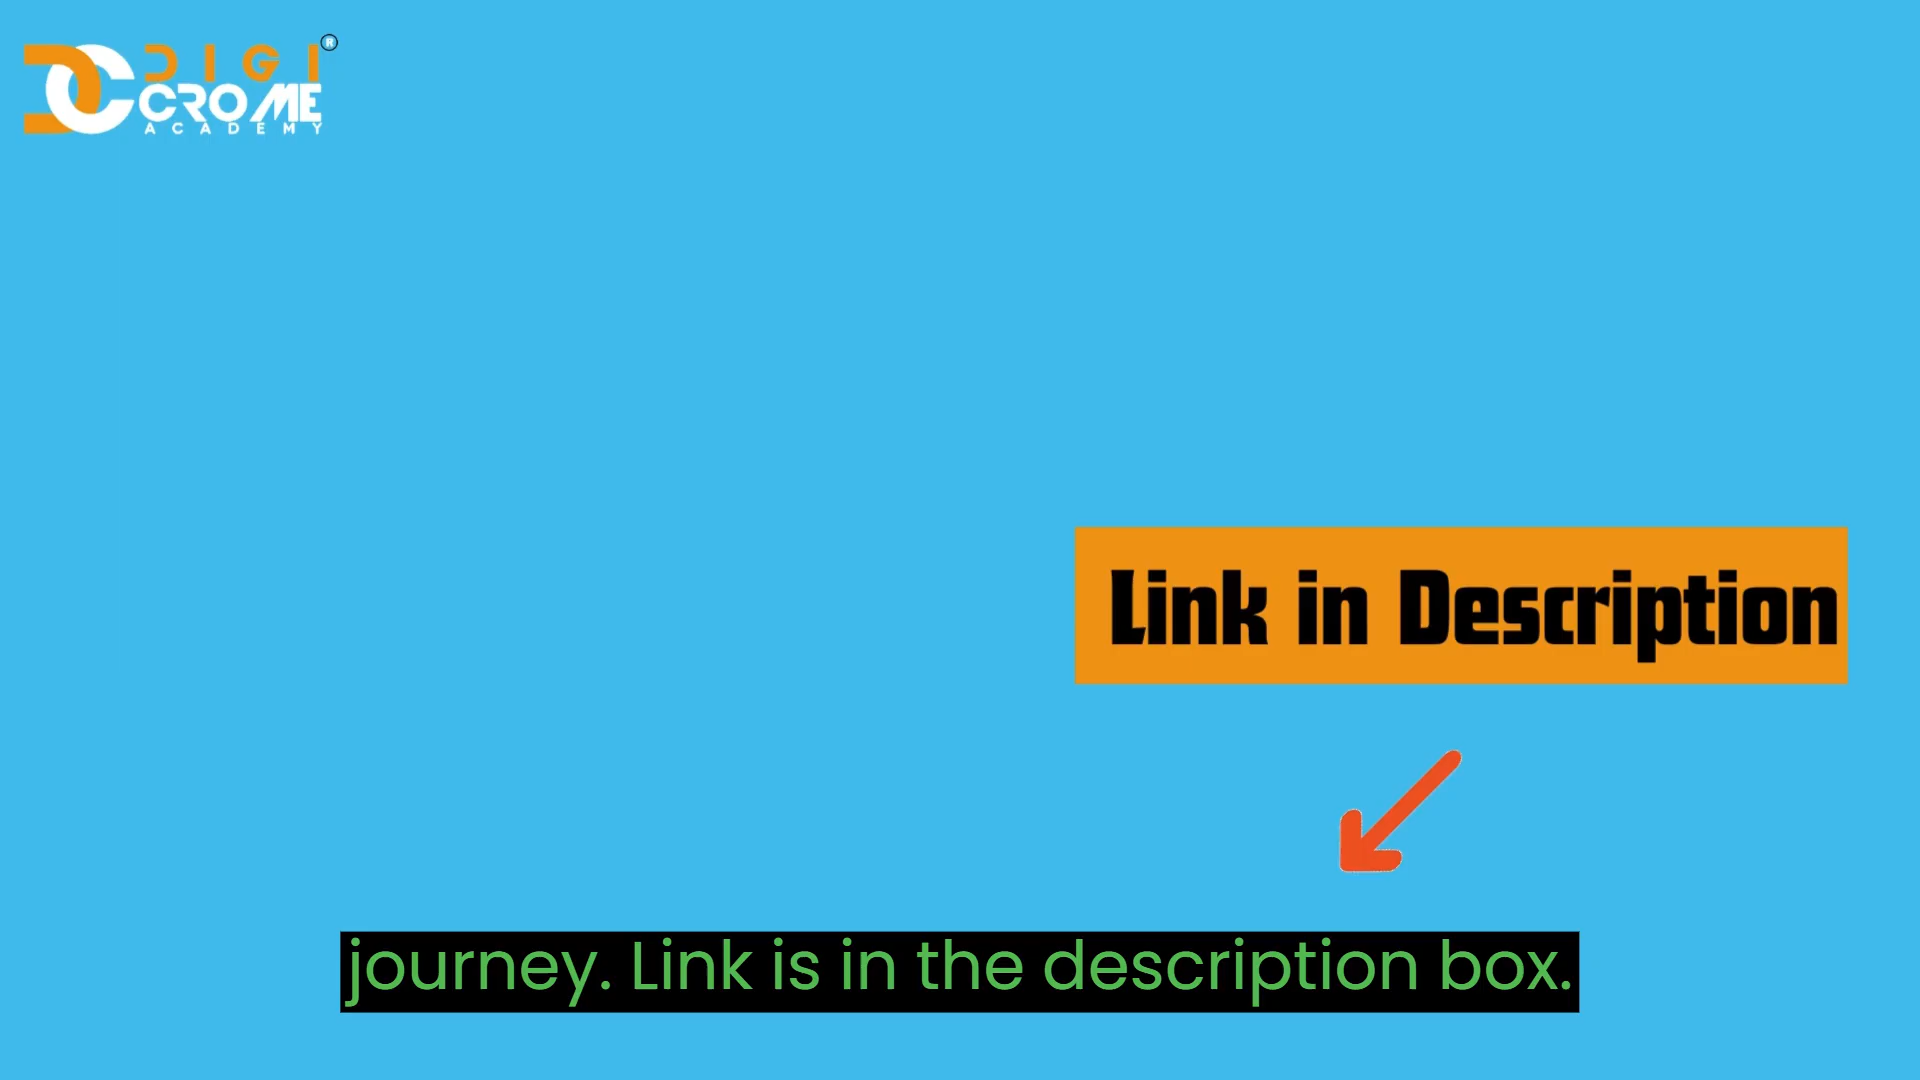 DIGI®
CROME
ACADEMY
Link in Description
journey. Link is in the description box.